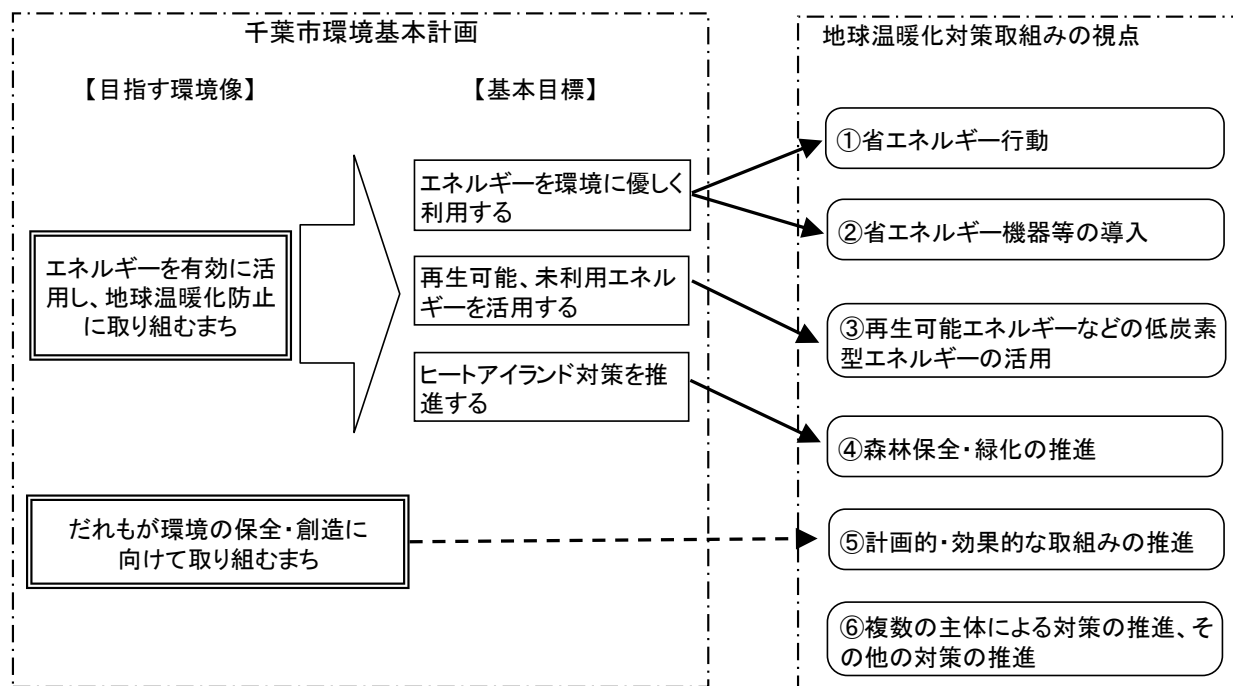 千葉市環境基本計画
【目指す環境像】
【基本目標】
エネルギーを有効に活
用し、地球温暖化防止
に取り組むまち
エネルギーを環境に優しく
利用する
再生可能、未利用エネル
ギーを活用する
ヒートアイランド対策を推
進する
だれもが環境の保全・創造に
向けて取り組むまち
地球温暖化対策取組みの視点
①省エネルギー行動
②省エネルギー機器等の導入
③再生可能エネルギーなどの低炭素
型エネルギーの活用
④森林保全・緑化の推進
⑤計画的・効果的な取組みの推進
⑥複数の主体による対策の推進、そ
の他の対策の推進